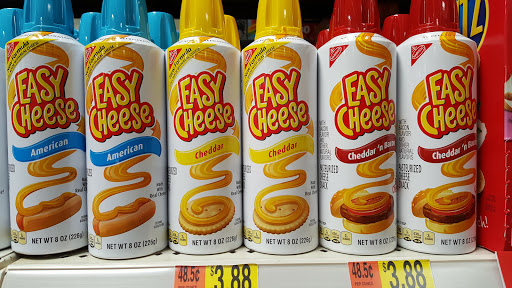 EASY
CHEESE
American
NET WT 8 OZ (226g)
EASY
CHEESE
American
NET WT 8 OZ (226g)
EASY
CHEESE
Cheddar
NET WT 8 OZ (226g)
EASY
CHEESE
Cheddar
NET WT 8 OZ (226g)
NABISCO
EASY
CHEESE
Cheddar 'n Bacon
NET WT 8 OZ (226g)
NABISCO
EASY
CHEESE
Cheddar 'n Bacon
PASTEURIZED
NET WT 8 OZ (226g)
48.5¢
$3.88
48.5¢
$3.88